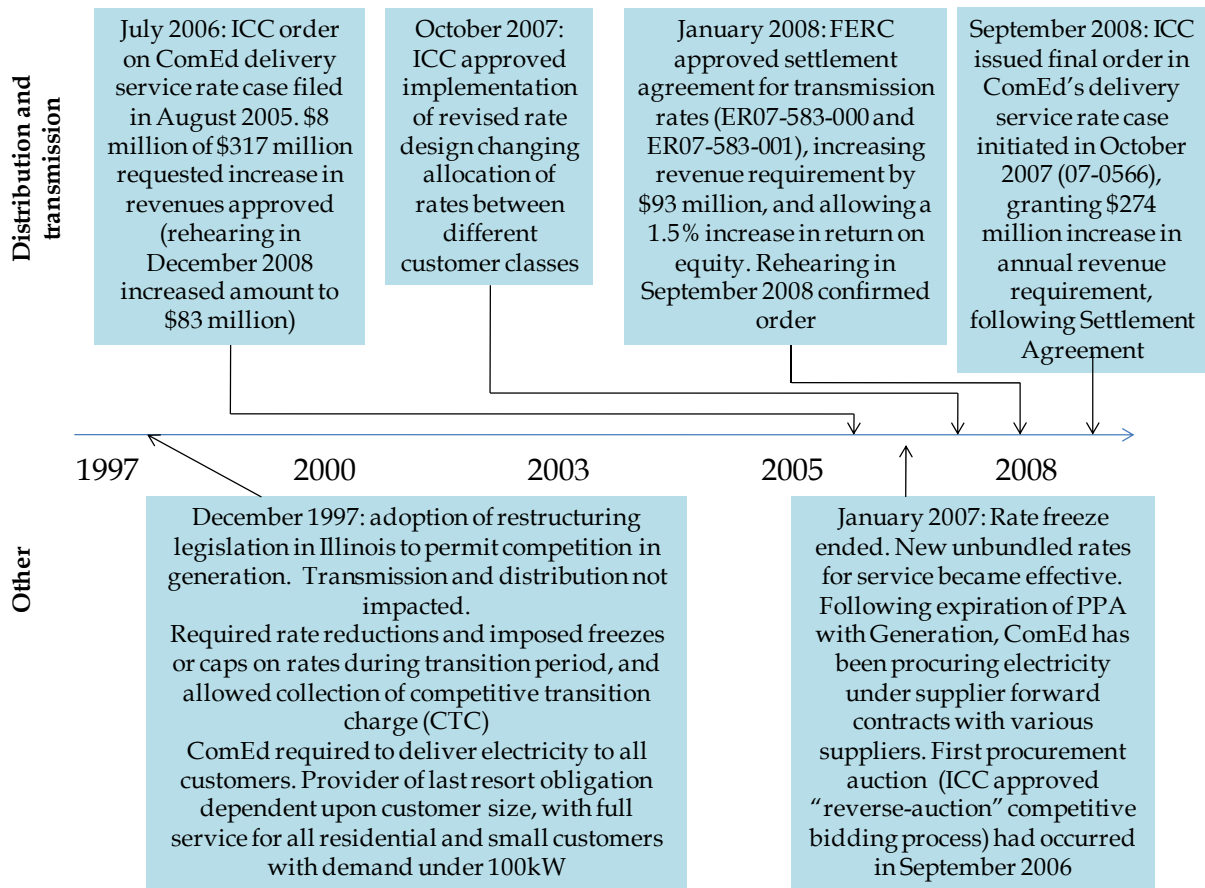 Distribution and
transmission
July 2006: ICC order
on ComEd delivery
service rate case filed
in August 2005. $8
million of $317 million
requested increase in
revenues approved
(rehearing in
December 2008
increased amount to
$83 million)
October 2007:
ICC approved
implementation
of revised rate
design changing
allocation of
rates between
different
customer classes
January 2008: FERC
approved settlement
agreement for transmission
rates (ER07-583-000 and
ER07-583-001), increasing
revenue requirement by
$93 million, and allowing a
1.5% increase in return on
equity. Rehearing in
September 2008 confirmed
order
September 2008: ICC
issued final order in
ComEd’s delivery
service rate case
initiated in October
2007 (07-0566),
granting $274
million increase in
annual revenue
requirement,
following Settlement
Agreement
1997 2000 2003 2005 2008
Other
December 1997: adoption of restructuring
legislation in Illinois to permit competition in
generation. Transmission and distribution not
impacted.
Required rate reductions and imposed freezes
or caps on rates during transition period, and
allowed collection of competitive transition
charge (CTC)
ComEd required to deliver electricity to all
customers. Provider of last resort obligation
dependent upon customer size, with full
service for all residential and small customers
with demand under 100kW
January 2007: Rate freeze
ended. New unbundled rates
for service became effective.
Following expiration of PPA
with Generation, ComEd has
been procuring electricity
under supplier forward
contracts with various
suppliers. First procurement
auction (ICC approved
“reverse-auction” competitive
bidding process) had occurred
in September 2006